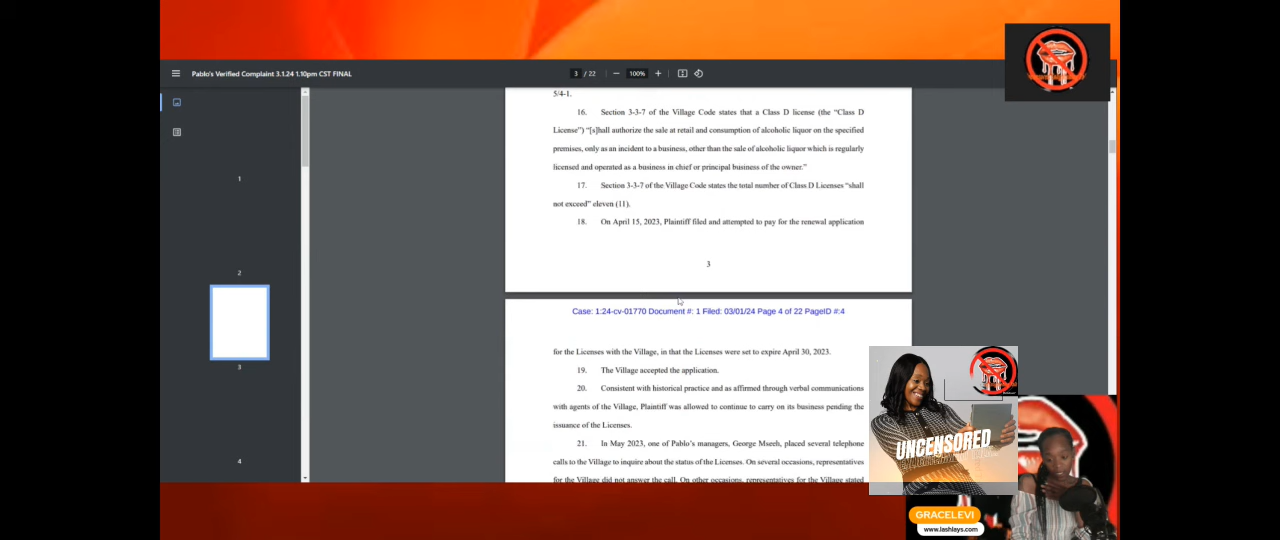 Pablo's Verified Complaint 3.1.24 1.10pm CST FINAL
3 / 22
100%
5/4-1.
16. Section 3-3-7 of the Village Code states that a Class D license (the “Class D
License”) “[s]hall authorize the sale at retail and consumption of alcoholic liquor on the specified
premises, only as an incident to a business, other than the sale of alcoholic liquor which is regularly
licensed and operated as a business in chief or principal business of the owner.”
17. Section 3-3-7 of the Village Code states the total number of Class D Licenses “shall
not exceed” eleven (11).
18. On April 15, 2023, Plaintiff filed and attempted to pay for the renewal application
3
Case: 1:24-cv-01770 Document #: 1 Filed: 03/01/24 Page 4 of 22 PageID #:4
for the Licenses with the Village, in that the Licenses were set to expire April 30, 2023.
19. The Village accepted the application.
20. Consistent with historical practice and as affirmed through verbal communications
with agents of the Village, Plaintiff was allowed to continue to carry on its business pending the
issuance of the Licenses.
21. In May 2023, one of Pablo’s managers, George Mseeh, placed several telephone
calls to the Village to inquire about the status of the Licenses. On several occasions, representatives
for the Village did not answer the call. On other occasions, representatives for the Village stated
1
2
3
4
UNCENSORED
GRACELEVI
www.lashlays.com